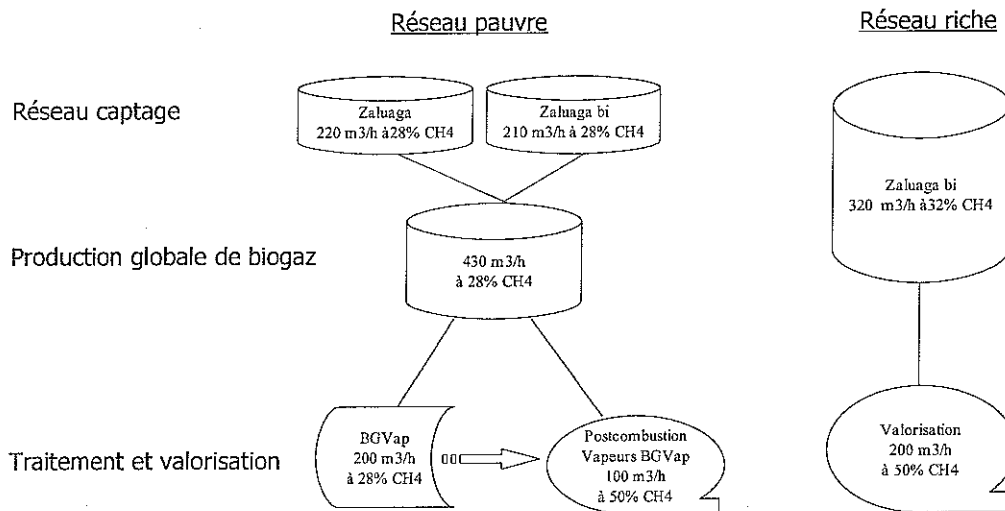 Réseau pauvre
Réseau riche
Réseau captage
Zaluaga
220 m3/h à28% CH4
Zaluaga bi
210 m3/h à 28% CH4
Zaluaga bi
320 m3/h à32% CH4
Production globale de biogaz
430 m3/h
à 28% CH4
Traitement et valorisation
BGVap
200 m3/h
à 28% CH4
Postcombustion
Vapeurs BGVap
100 m3/h
à 50% CH4
Valorisation
200 m3/h
à 50% CH4